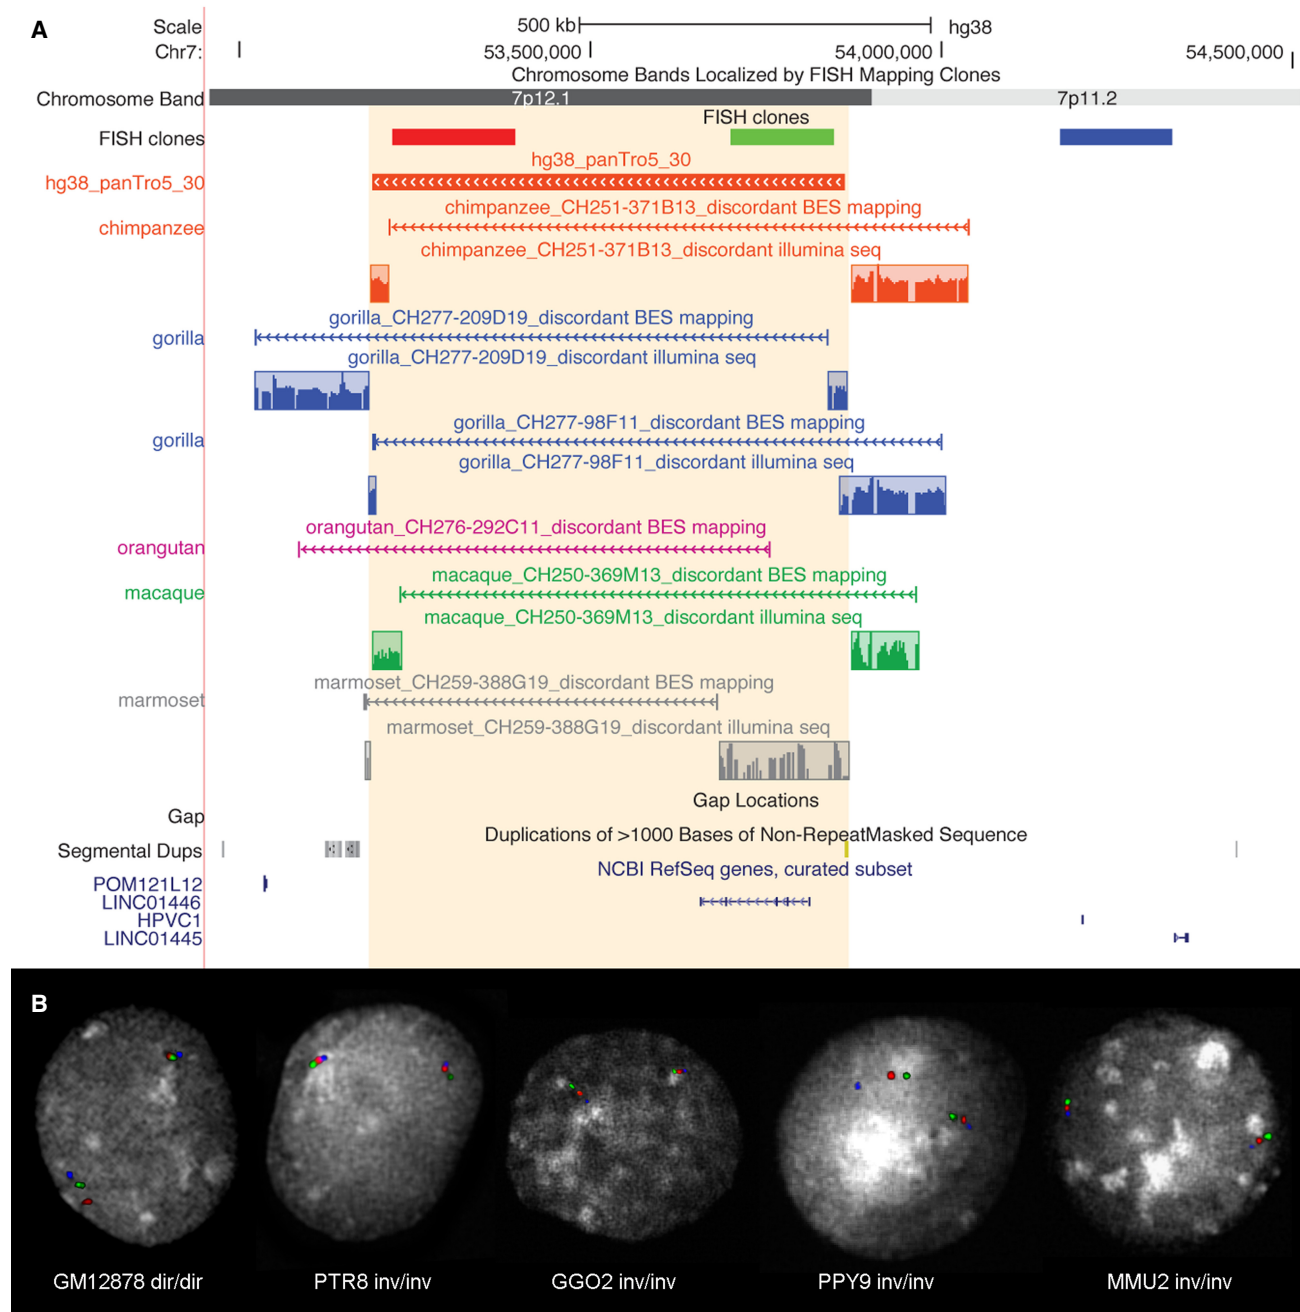 A
Scale 500 kb hg38
Chr7: 53,500,000 54,000,000 54,500,000
Chromosome Bands Localized by FISH Mapping Clones
Chromosome Band 7p12.1 7p11.2
FISH clones
FISH clones
hg38_panTro5_30
hg38_panTro5_30
chimpanzee_CH251-371B13_discordant BES mapping
chimpanzee
chimpanzee_CH251-371B13_discordant illumina seq
gorilla_CH277-209D19_discordant BES mapping
gorilla
gorilla_CH277-209D19_discordant illumina seq
gorilla_CH277-98F11_discordant BES mapping
gorilla
gorilla_CH277-98F11_discordant illumina seq
orangutan_CH276-292C11_discordant BES mapping
orangutan
macaque_CH250-369M13_discordant BES mapping
macaque
macaque_CH250-369M13_discordant illumina seq
marmoset_CH259-388G19_discordant BES mapping
marmoset
marmoset_CH259-388G19_discordant illumina seq
Gap Locations
Gap
Duplications of >1000 Bases of Non-RepeatMasked Sequence
Segmental Dups
NCBI RefSeq genes, curated subset
POM121L12
LINC01446
HPVC1
LINC01445
B
GM12878 dir/dir PTR8 inv/inv GGO2 inv/inv PPY9 inv/inv MMU2 inv/inv